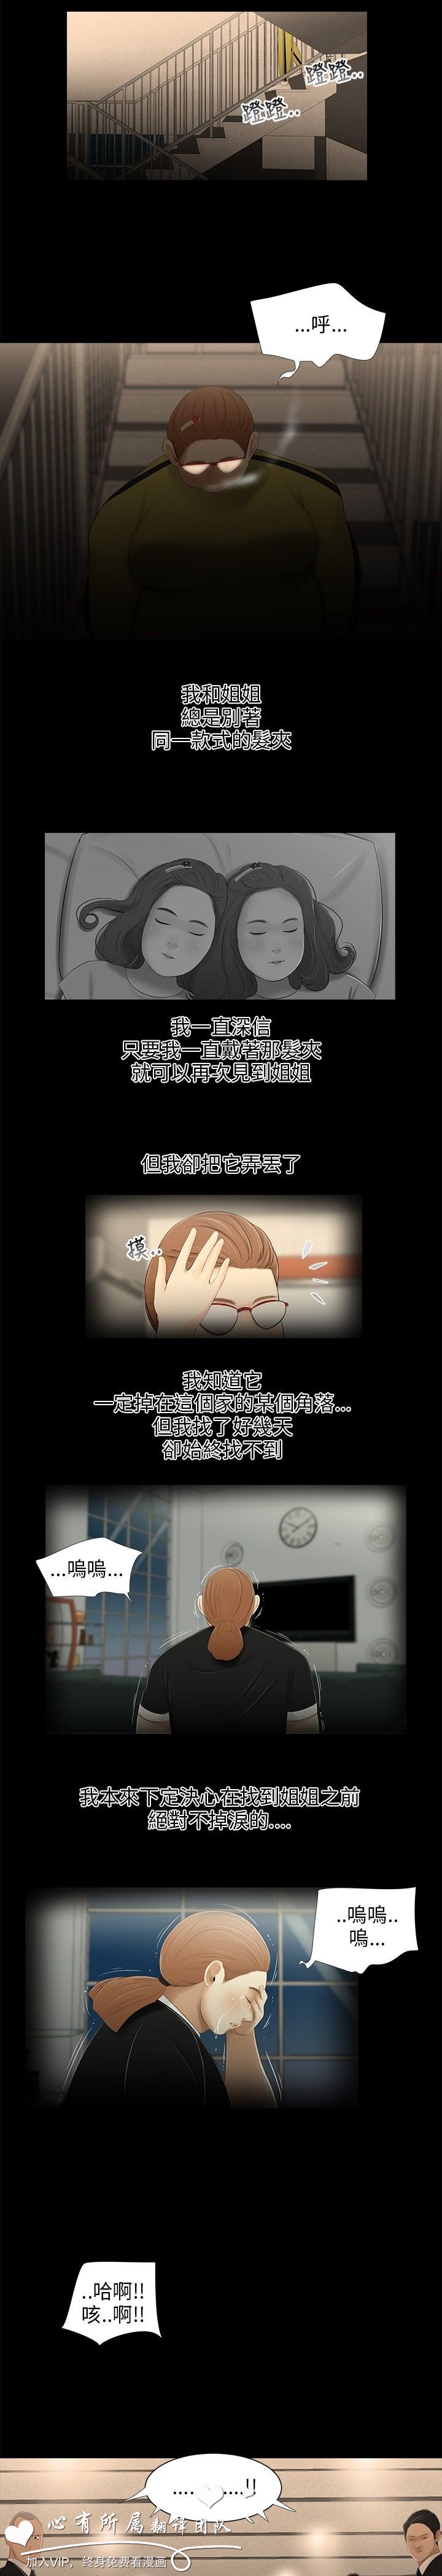 蹬蹬..
蹬蹬..
...呼...
我和姐姐
總是別著
同一款式的髮夾
我一直深信
只要我一直戴著那髮夾
就可以再次見到姐姐
但我卻把它弄丟了
摸..
我知道它
一定掉在這個家的某個角落...
但我找了好幾天
卻始終找不到
...嗚嗚...
我本來下定決心在找到姐姐之前
絕對不掉淚的....
..嗚嗚..
嗚...
..哈啊!!
咳..啊!!
.... ....!!
心有所属翻译团队
加入VIP，终身免费看漫画